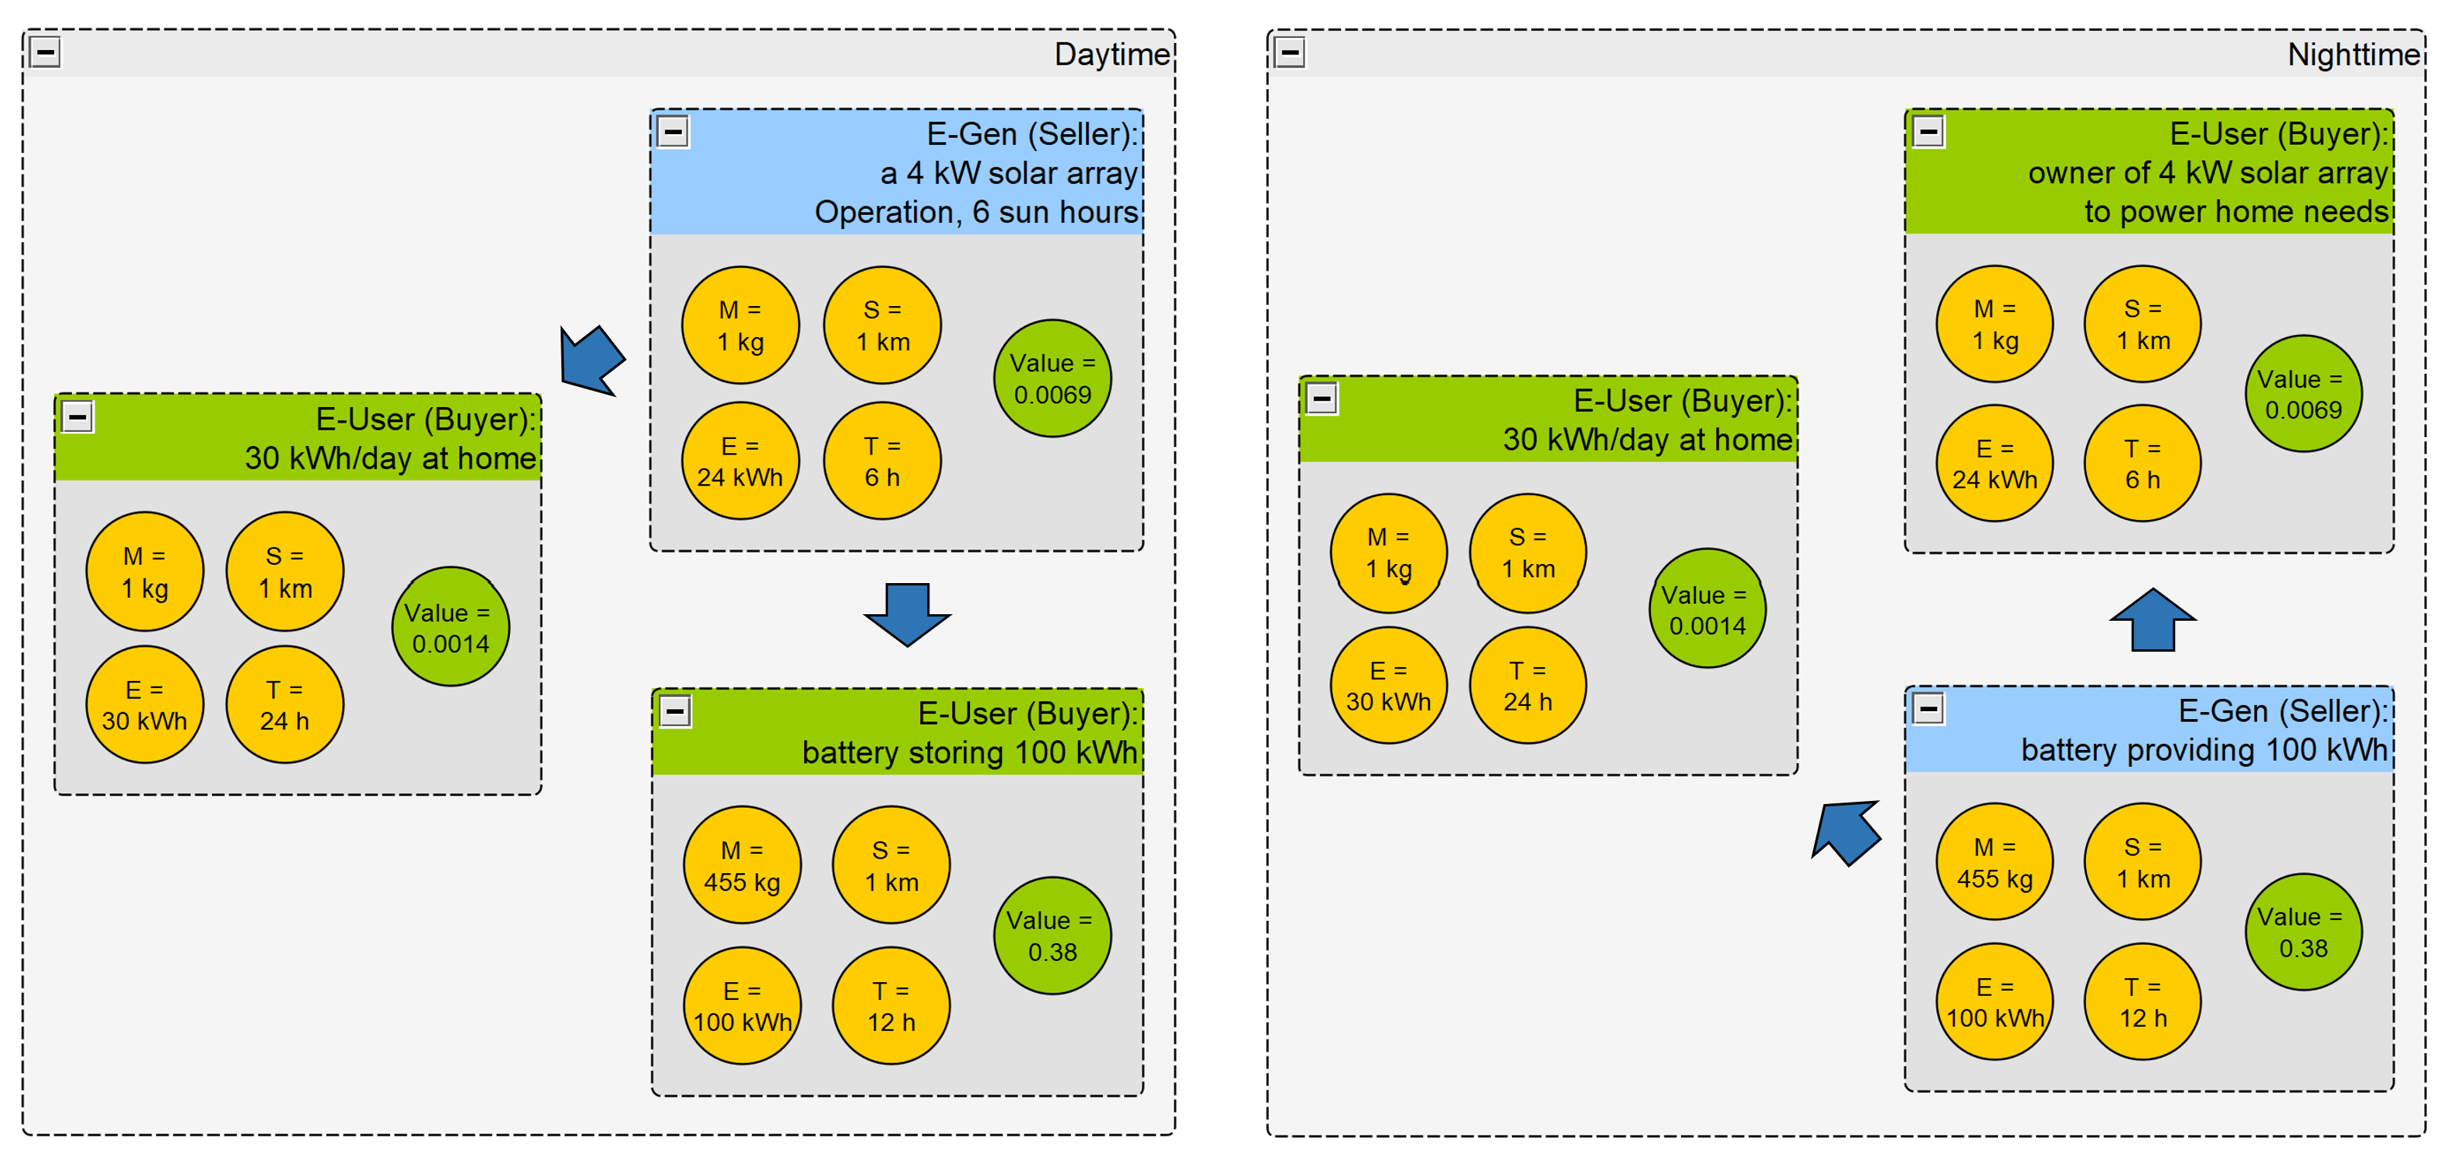 Daytime
E-Gen (Seller):
a 4 kW solar array
Operation, 6 sun hours
M =
1 kg
S =
1 km
Value =
0.0069
E =
24 kWh
T =
6 h
E-User (Buyer):
30 kWh/day at home
M =
1 kg
S =
1 km
Value =
0.0014
E =
30 kWh
T =
24 h
E-User (Buyer):
battery storing 100 kWh
M =
455 kg
S =
1 km
Value =
0.38
E =
100 kWh
T =
12 h
Nighttime
E-User (Buyer):
owner of 4 kW solar array
to power home needs
M =
1 kg
S =
1 km
Value =
0.0069
E =
24 kWh
T =
6 h
E-User (Buyer):
30 kWh/day at home
M =
1 kg
S =
1 km
Value =
0.0014
E =
30 kWh
T =
24 h
E-Gen (Seller):
battery providing 100 kWh
M =
455 kg
S =
1 km
Value =
0.38
E =
100 kWh
T =
12 h